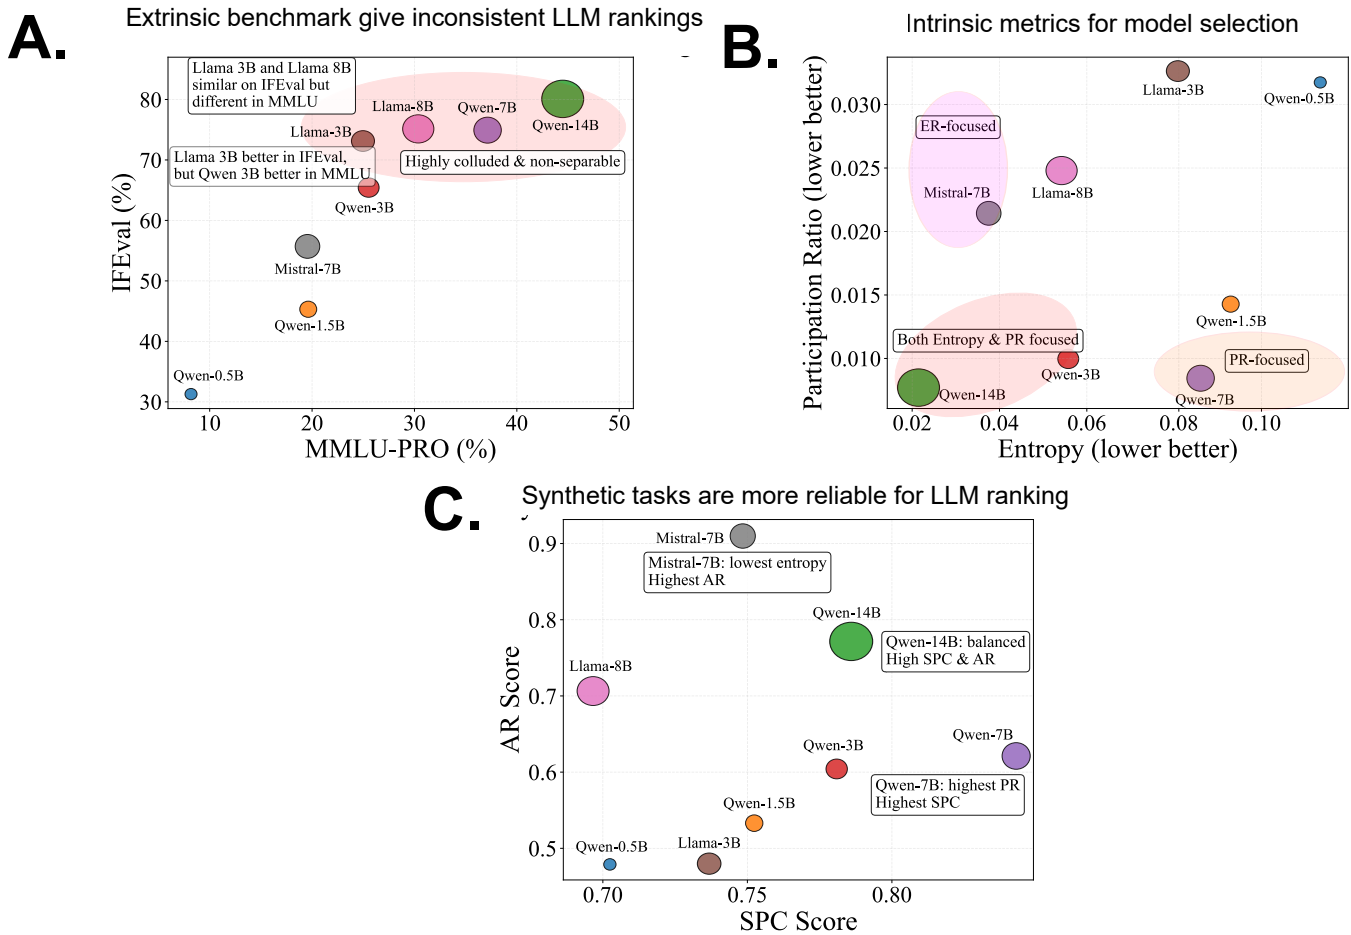 A.
Extrinsic benchmark give inconsistent LLM rankings
Llama 3B and Llama 8B
similar on IFEval but
different in MMLU
Llama-8B
Qwen-7B
Qwen-14B
Llama-3B
Highly colluded & non-separable
Llama 3B better in IFEval,
but Qwen 3B better in MMLU
Qwen-3B
Mistral-7B
Qwen-1.5B
Qwen-0.5B
80
70
60
50
40
30
IFEval (%)
10 20 30 40 50
MMLU-PRO (%)
B.
Intrinsic metrics for model selection
Llama-3B
Qwen-0.5B
ER-focused
Mistral-7B
Llama-8B
Qwen-1.5B
Both Entropy & PR focused
PR-focused
Qwen-3B
Qwen-14B
Qwen-7B
0.030
0.025
0.020
0.015
0.010
Participation Ratio (lower better)
0.02 0.04 0.06 0.08 0.10
Entropy (lower better)
C.
Synthetic tasks are more reliable for LLM ranking
Mistral-7B
Mistral-7B: lowest entropy
Highest AR
Qwen-14B
Qwen-14B: balanced
High SPC & AR
Llama-8B
Qwen-7B
Qwen-3B
Qwen-7B: highest PR
Highest SPC
Qwen-1.5B
Qwen-0.5B
Llama-3B
0.9
0.8
0.7
0.6
0.5
AR Score
0.70 0.75 0.80
SPC Score